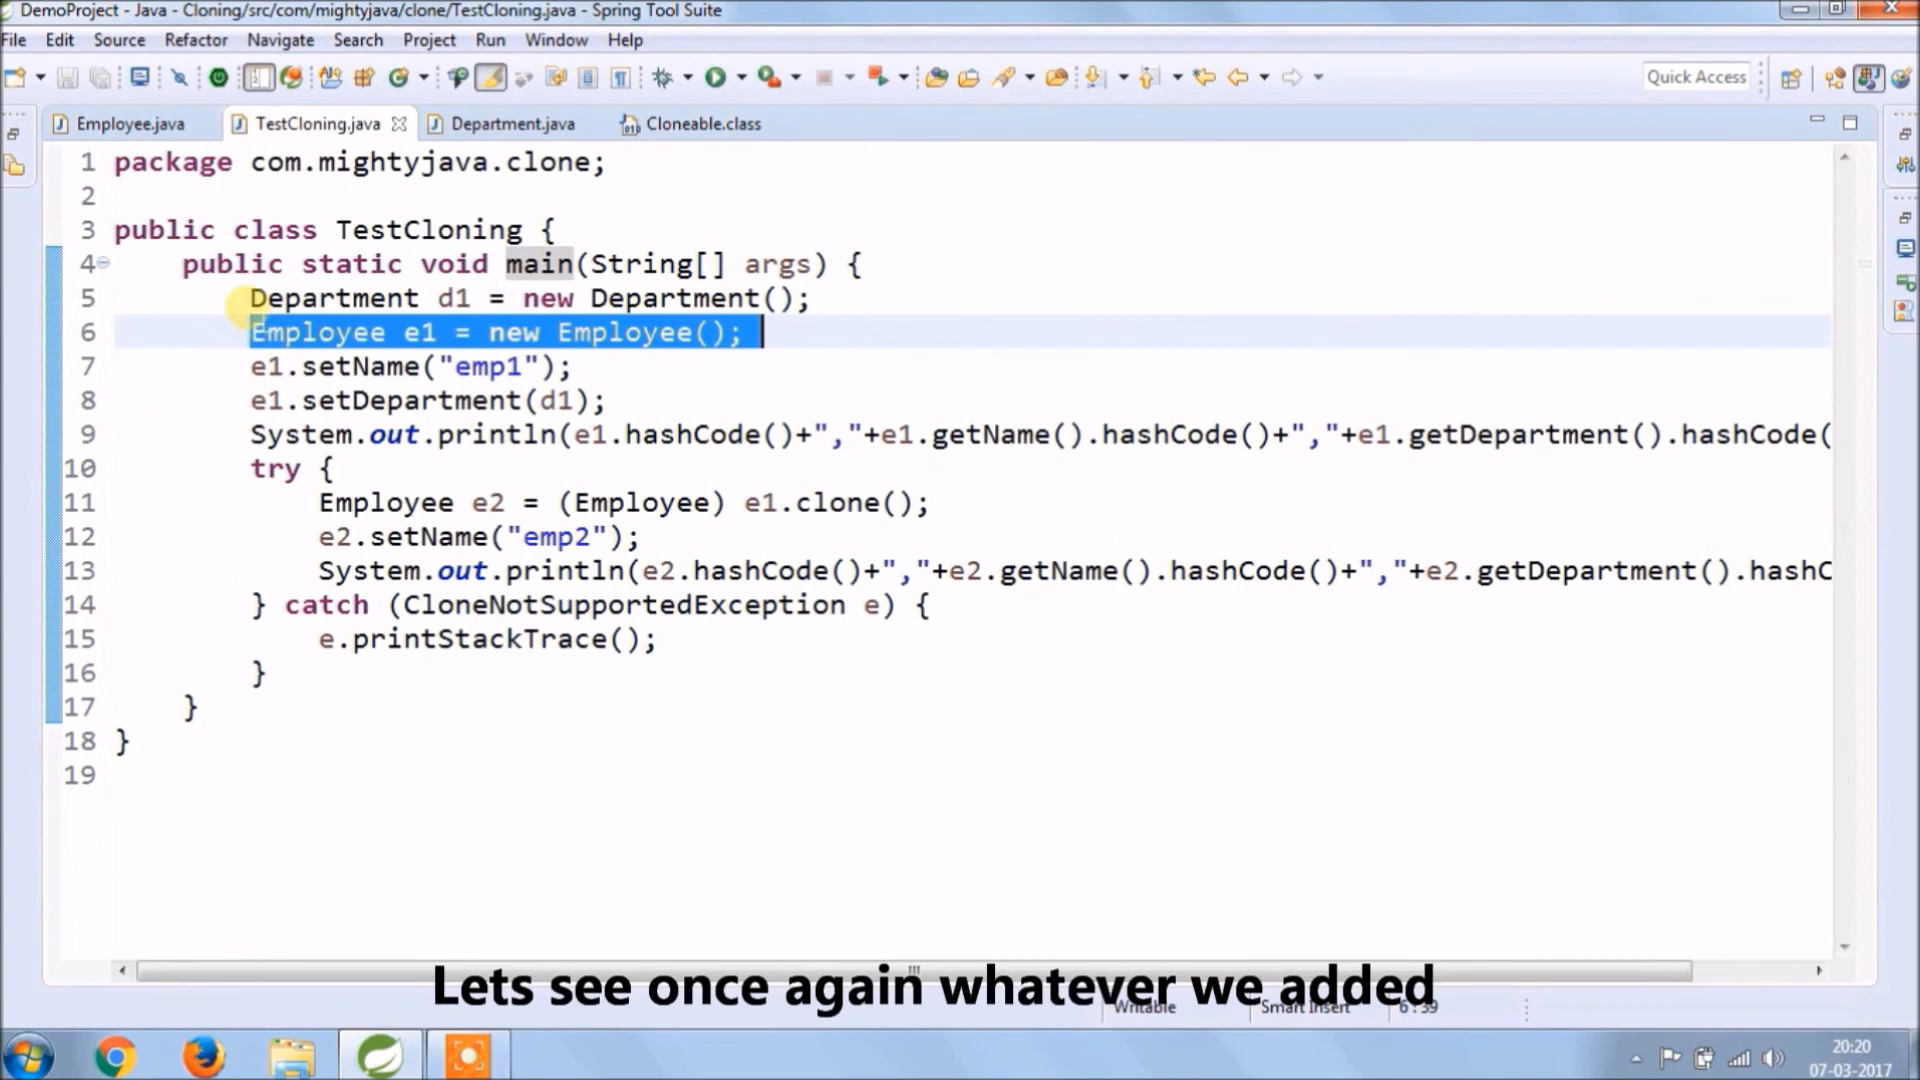 DemoProject - Java - Cloning/src/com/mightyjava/clone/TestCloning.java - Spring Tool Suite
File Edit Source Refactor Navigate Search Project Run Window Help
Quick Access
Employee.java TestCloning.java Department.java Cloneable.class
1 package com.mightyjava.clone;
2
3 public class TestCloning {
4 public static void main(String[] args) {
5 Department d1 = new Department();
6 Employee e1 = new Employee();
7 e1.setName("emp1");
8 e1.setDepartment(d1);
9 System.out.println(e1.hashCode()+","+e1.getName().hashCode()+","+e1.getDepartment().hashCode(
10 try {
11 Employee e2 = (Employee) e1.clone();
12 e2.setName("emp2");
13 System.out.println(e2.hashCode()+","+e2.getName().hashCode()+","+e2.getDepartment().hashC
14 } catch (CloneNotSupportedException e) {
15 e.printStackTrace();
16 }
17 }
18 }
19
Lets see once again whatever we added
Writable Smart Insert 6 : 39
20:20
07-03-2017